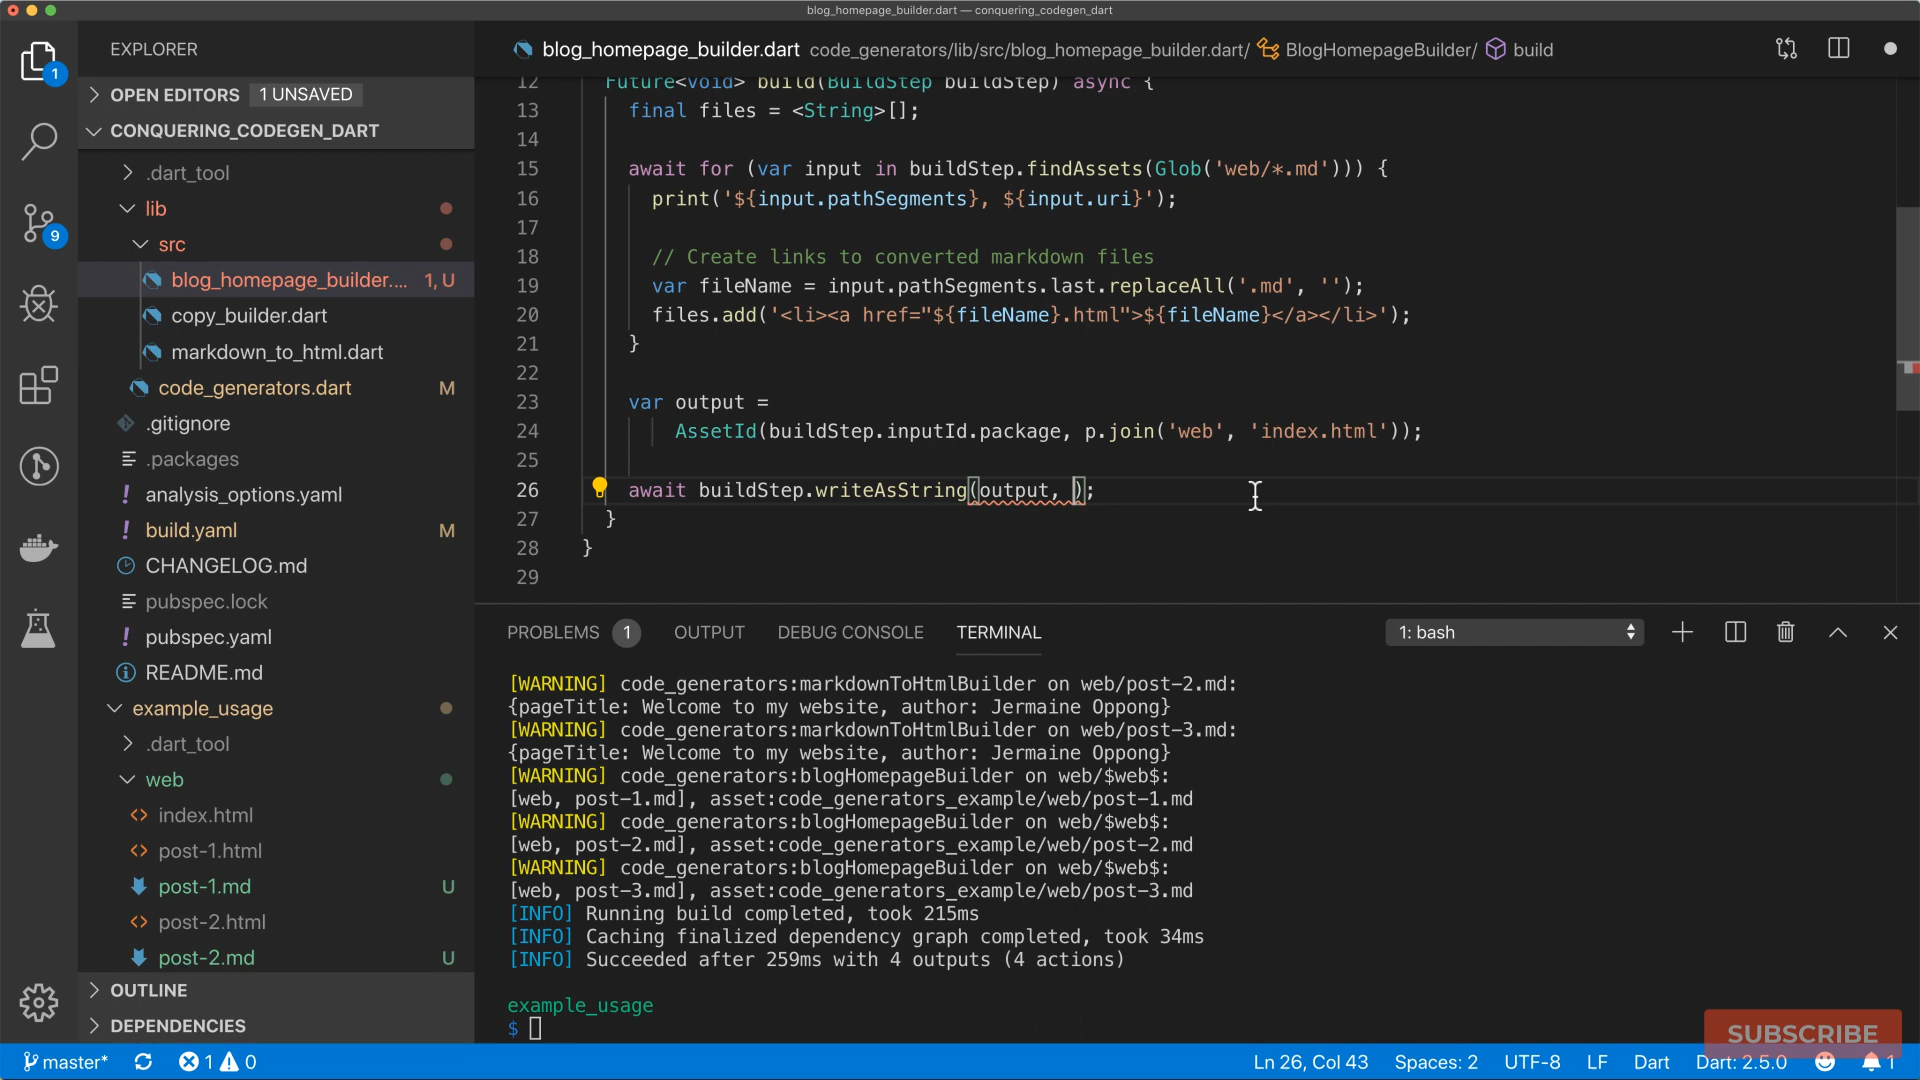 blog_homepage_builder.dart — conquering_codegen_dart
EXPLORER
OPEN EDITORS 1 UNSAVED
CONQUERING_CODEGEN_DART
.dart_tool
lib
src
blog_homepage_builder.... 1, U
copy_builder.dart
markdown_to_html.dart
code_generators.dart M
.gitignore
.packages
analysis_options.yaml
build.yaml M
CHANGELOG.md
pubspec.lock
pubspec.yaml
README.md
example_usage
.dart_tool
web
index.html
post-1.html
post-1.md U
post-2.html
post-2.md U
OUTLINE
DEPENDENCIES
1
9
blog_homepage_builder.dart code_generators/lib/src/blog_homepage_builder.dart/ BlogHomepageBuilder/ build
12 Future<void> build(BuildStep buildStep) async {
13 final files = <String>[];
14
15 await for (var input in buildStep.findAssets(Glob('web/*.md'))) {
16 print('${input.pathSegments}, ${input.uri}');
17
18 // Create links to converted markdown files
19 var fileName = input.pathSegments.last.replaceAll('.md', '');
20 files.add('<li><a href="${fileName}.html">${fileName}</a></li>');
21 }
22
23 var output =
24 AssetId(buildStep.inputId.package, p.join('web', 'index.html'));
25
26 await buildStep.writeAsString(output, );
27 }
28 }
29
PROBLEMS 1 OUTPUT DEBUG CONSOLE TERMINAL 1: bash
[WARNING] code_generators:markdownToHtmlBuilder on web/post-2.md:
{pageTitle: Welcome to my website, author: Jermaine Oppong}
[WARNING] code_generators:markdownToHtmlBuilder on web/post-3.md:
{pageTitle: Welcome to my website, author: Jermaine Oppong}
[WARNING] code_generators:blogHomepageBuilder on web/$web$:
[web, post-1.md], asset:code_generators_example/web/post-1.md
[WARNING] code_generators:blogHomepageBuilder on web/$web$:
[web, post-2.md], asset:code_generators_example/web/post-2.md
[WARNING] code_generators:blogHomepageBuilder on web/$web$:
[web, post-3.md], asset:code_generators_example/web/post-3.md
[INFO] Running build completed, took 215ms
[INFO] Caching finalized dependency graph completed, took 34ms
[INFO] Succeeded after 259ms with 4 outputs (4 actions)
example_usage
$
SUBSCRIBE
master* 1 0 Ln 26, Col 43 Spaces: 2 UTF-8 LF Dart Dart: 2.5.0 1